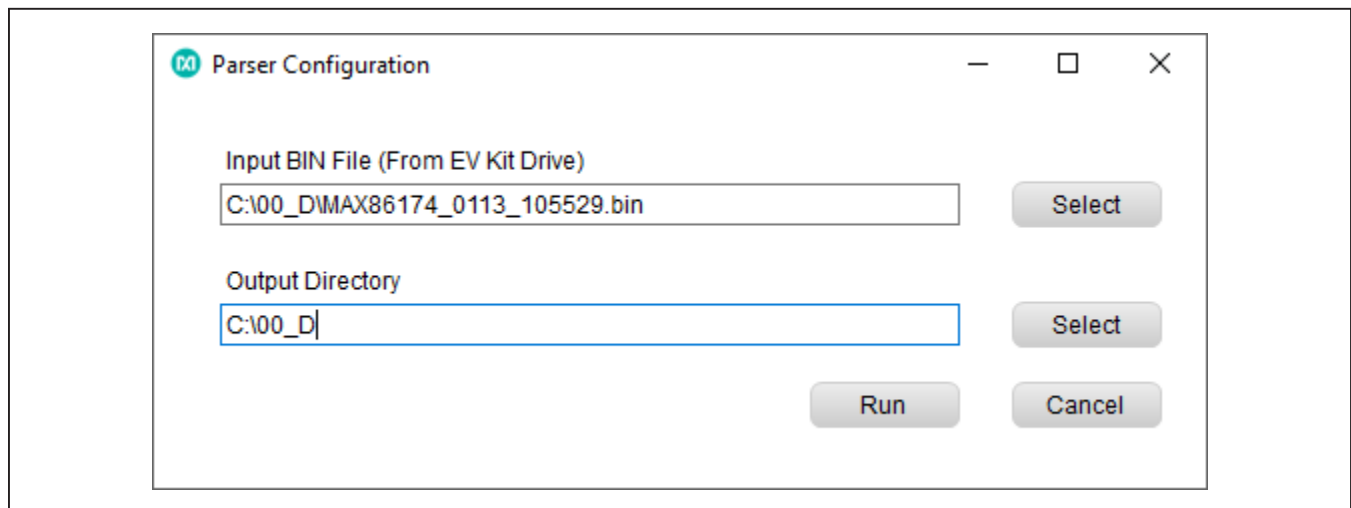 Parser Configuration
Input BIN File (From EV Kit Drive)
C:\00_D\MAX86174_0113_105529.bin
Select
Output Directory
C:\00_D
Select
Run
Cancel